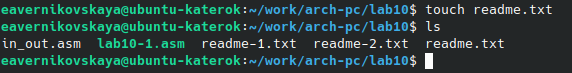 eavernikovskaya@ubuntu-katerok:~/work/arch-pc/lab10$ touch readme.txt
eavernikovskaya@ubuntu-katerok:~/work/arch-pc/lab10$ ls
in_out.asm  lab10-1.asm  readme-1.txt  readme-2.txt  readme.txt
eavernikovskaya@ubuntu-katerok:~/work/arch-pc/lab10$